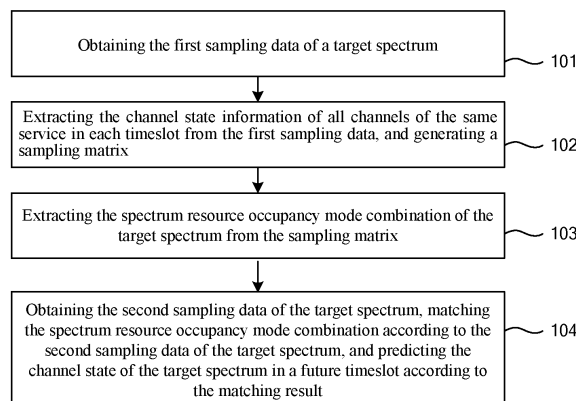 Obtaining the first sampling data of a target spectrum
101
Extracting the channel state information of all channels of the same
service in each timeslot from the first sampling data, and generating a
sampling matrix
102
Extracting the spectrum resource occupancy mode combination of the
target spectrum from the sampling matrix
103
Obtaining the second sampling data of the target spectrum, matching
the spectrum resource occupancy mode combination according to the
second sampling data of the target spectrum, and predicting the
channel state of the target spectrum in a future timeslot according to
the matching result
104